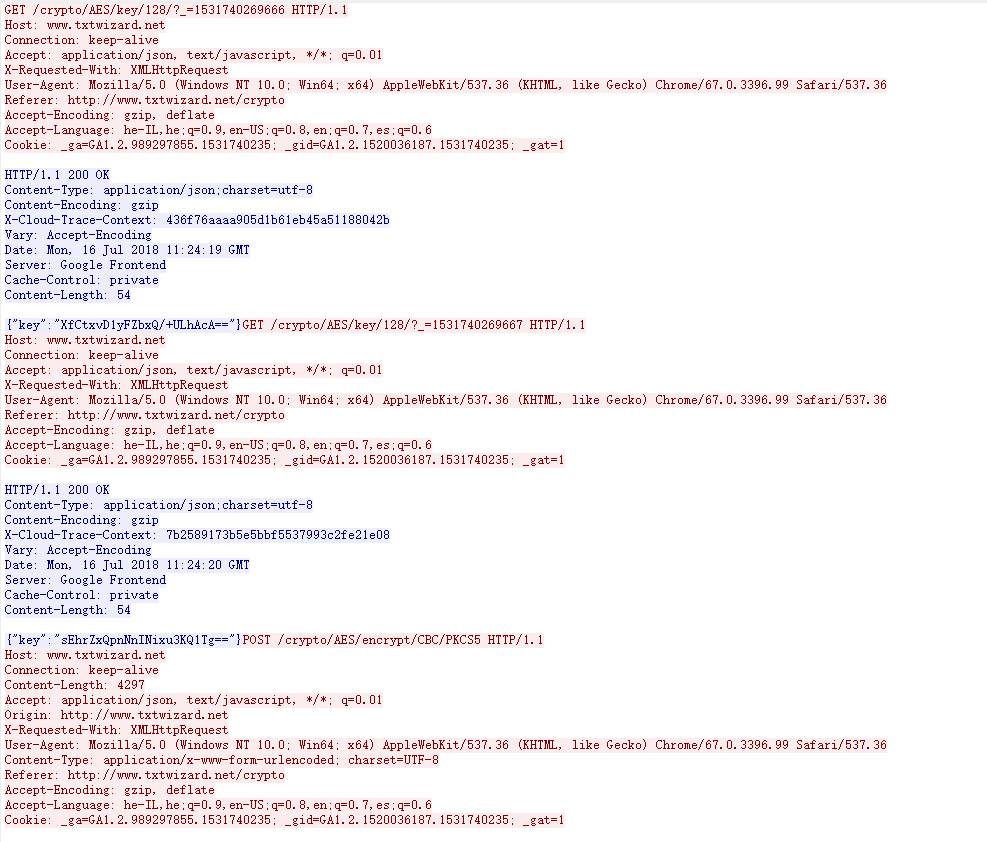 GET /crypto/AES/key/128/?_=1531740269666 HTTP/1.1
Host: www.txtwizard.net
Connection: keep-alive
Accept: application/json, text/javascript, */*; q=0.01
X-Requested-With: XMLHttpRequest
User-Agent: Mozilla/5.0 (Windows NT 10.0; Win64; x64) AppleWebKit/537.36 (KHTML, like Gecko) Chrome/67.0.3396.99 Safari/537.36
Referer: http://www.txtwizard.net/crypto
Accept-Encoding: gzip, deflate
Accept-Language: he-IL,he;q=0.9,en-US;q=0.8,en;q=0.7,es;q=0.6
Cookie: _ga=GA1.2.989297855.1531740235; _gid=GA1.2.1520036187.1531740235; _gat=1
HTTP/1.1 200 OK
Content-Type: application/json;charset=utf-8
Content-Encoding: gzip
X-Cloud-Trace-Context: 436f76aaaa905d1b61eb45a51188042b
Vary: Accept-Encoding
Date: Mon, 16 Jul 2018 11:24:19 GMT
Server: Google Frontend
Cache-Control: private
Content-Length: 54
{"key":"XfCtxvD1yFZbxQ/+ULhAcA=="}GET /crypto/AES/key/128/?_=1531740269667 HTTP/1.1
Host: www.txtwizard.net
Connection: keep-alive
Accept: application/json, text/javascript, */*; q=0.01
X-Requested-With: XMLHttpRequest
User-Agent: Mozilla/5.0 (Windows NT 10.0; Win64; x64) AppleWebKit/537.36 (KHTML, like Gecko) Chrome/67.0.3396.99 Safari/537.36
Referer: http://www.txtwizard.net/crypto
Accept-Encoding: gzip, deflate
Accept-Language: he-IL,he;q=0.9,en-US;q=0.8,en;q=0.7,es;q=0.6
Cookie: _ga=GA1.2.989297855.1531740235; _gid=GA1.2.1520036187.1531740235; _gat=1
HTTP/1.1 200 OK
Content-Type: application/json;charset=utf-8
Content-Encoding: gzip
X-Cloud-Trace-Context: 7b2589173b5e5bbf5537993c2fe21e08
Vary: Accept-Encoding
Date: Mon, 16 Jul 2018 11:24:20 GMT
Server: Google Frontend
Cache-Control: private
Content-Length: 54
{"key":"sEhrZxQpnNnINixu3KQ1Tg=="}POST /crypto/AES/encrypt/CBC/PKCS5 HTTP/1.1
Host: www.txtwizard.net
Connection: keep-alive
Content-Length: 4297
Accept: application/json, text/javascript, */*; q=0.01
Origin: http://www.txtwizard.net
X-Requested-With: XMLHttpRequest
User-Agent: Mozilla/5.0 (Windows NT 10.0; Win64; x64) AppleWebKit/537.36 (KHTML, like Gecko) Chrome/67.0.3396.99 Safari/537.36
Content-Type: application/x-www-form-urlencoded; charset=UTF-8
Referer: http://www.txtwizard.net/crypto
Accept-Encoding: gzip, deflate
Accept-Language: he-IL,he;q=0.9,en-US;q=0.8,en;q=0.7,es;q=0.6
Cookie: _ga=GA1.2.989297855.1531740235; _gid=GA1.2.1520036187.1531740235; _gat=1